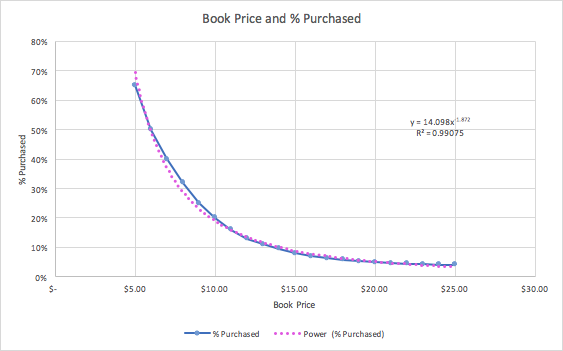 Book Price and % Purchased
80%
70%
60%
50%
40%
30%
20%
10%
0%
% Purchased
y = 14.098x^-1.872
R² = 0.99075
$- $5.00 $10.00 $15.00 $20.00 $25.00 $30.00
Book Price
% Purchased Power (% Purchased)